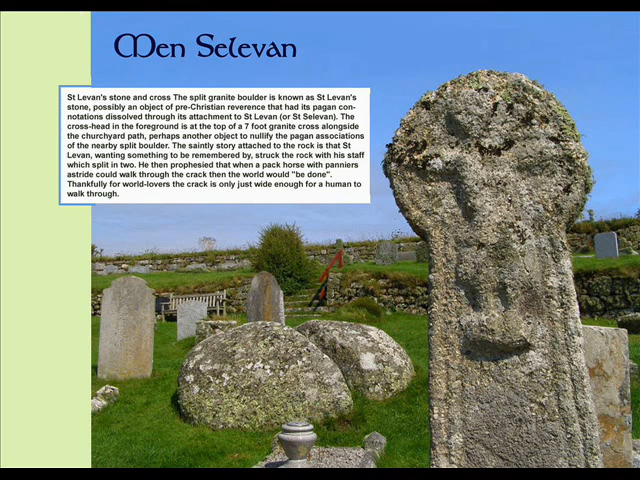 Men Selevan
St Levan's stone and cross The split granite boulder is known as St Levan's
stone, possibly an object of pre-Christian reverence that had its pagan con-
notations dissolved through its attachment to St Levan (or St Selevan). The
cross-head in the foreground is at the top of a 7 foot granite cross alongside
the churchyard path, perhaps another object to nullify the pagan associations
of the nearby split boulder. The saintly story attached to the rock is that St
Levan, wanting something to be remembered by, struck the rock with his staff
which split in two. He then prophesied that when a pack horse with panniers
astride could walk through the crack then the world would "be done".
Thankfully for world-lovers the crack is only just wide enough for a human to
walk through.